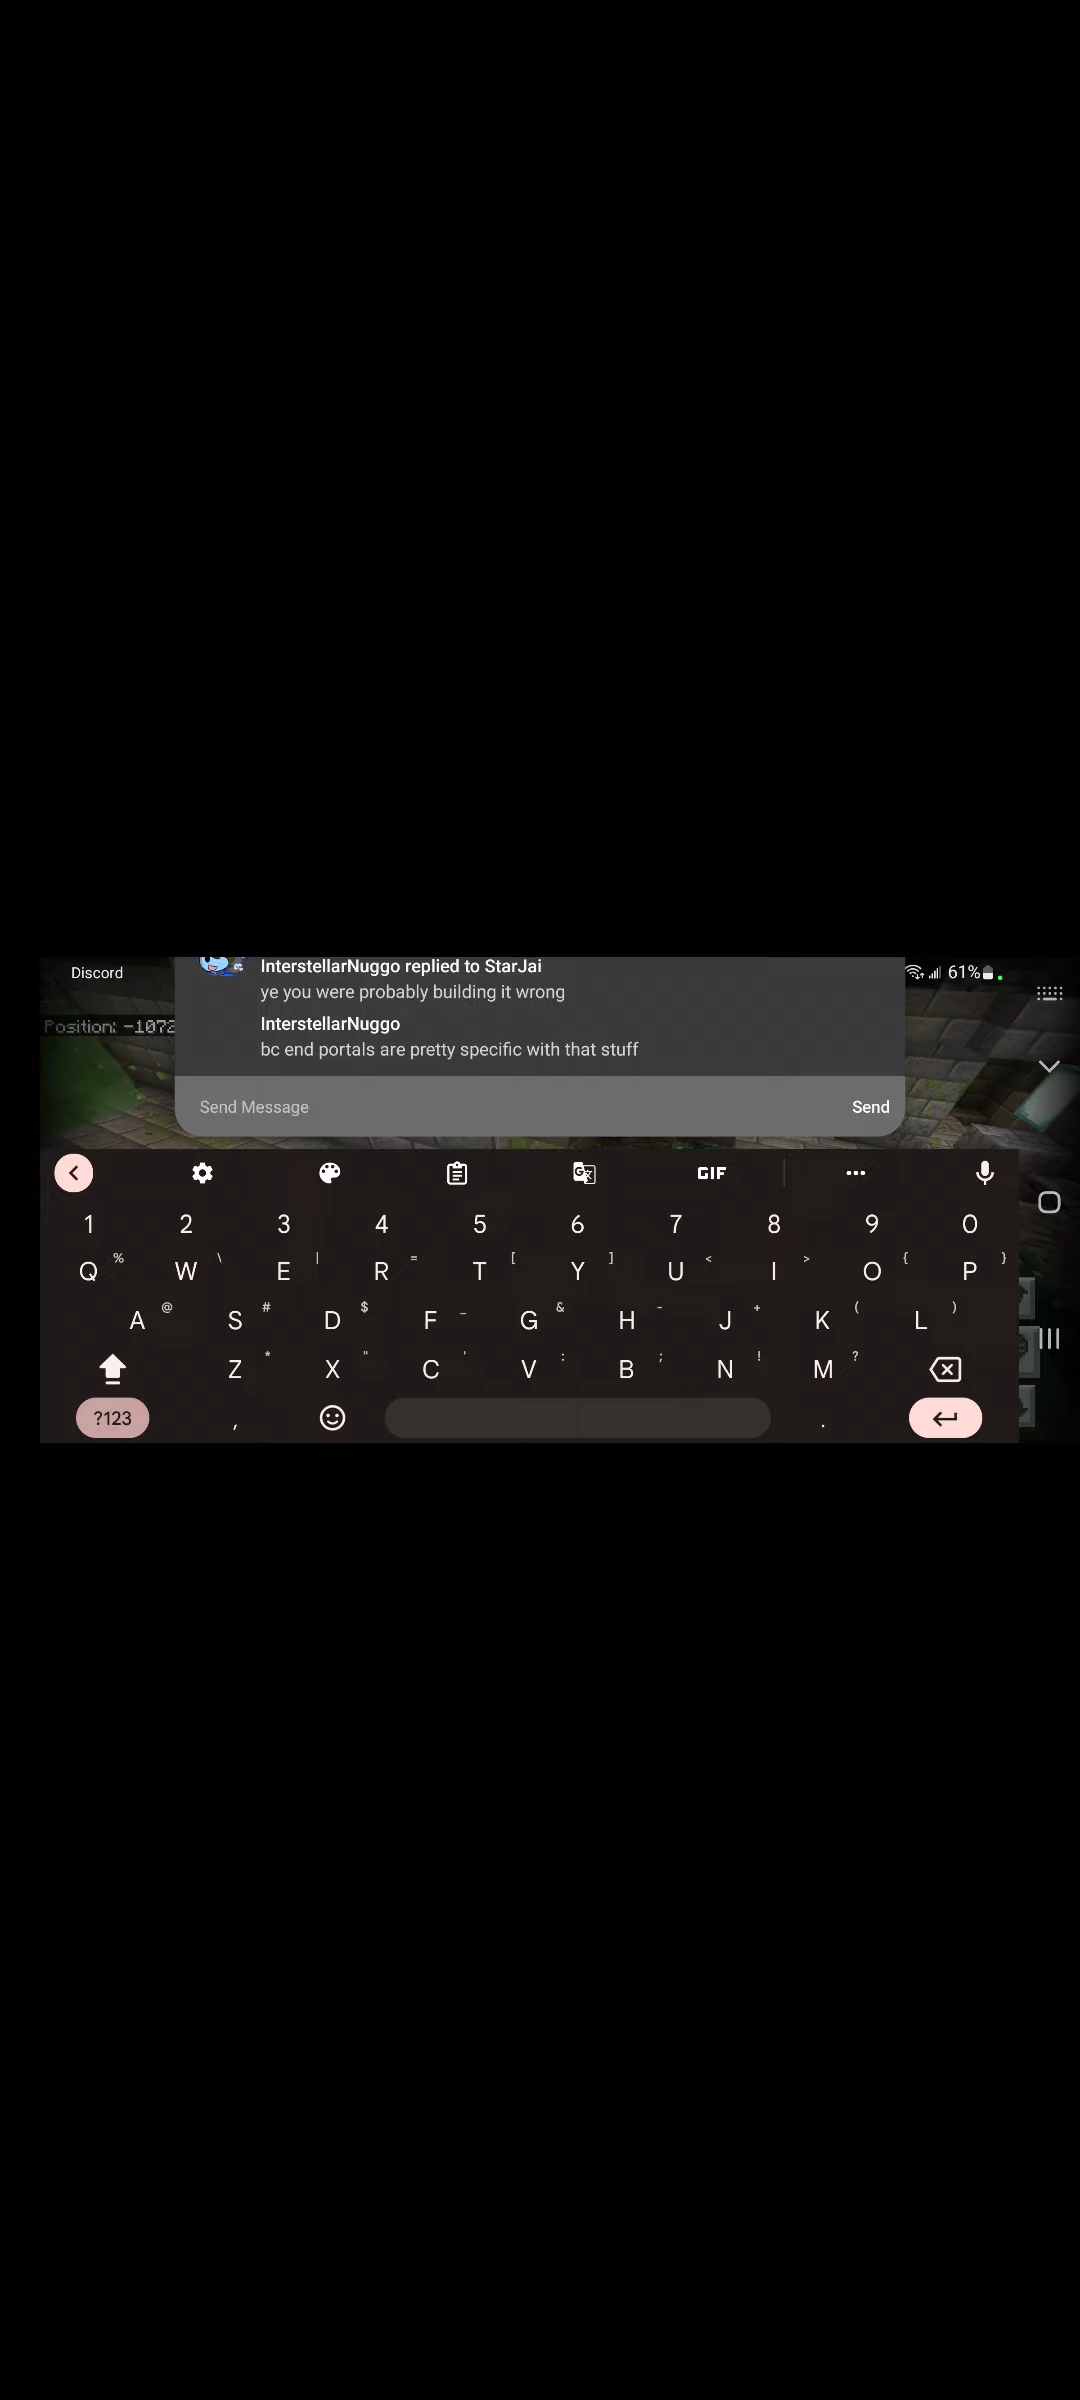 InterstellarNuggo replied to StarJai
Discord
61%
ye you were probably building it wrong
InterstellarNuggo
Position: -1072
bc end portals are pretty specific with that stuff
Send Message
Send
GIF
1 2 3 4 5 6 7 8 9 0
Q % W \ E | R = T [ Y ] U < I > O { P }
A @ S # D $ F _ G & H - J + K ( L )
Z * X " C ' V : B ; N ! M ?
?123 , .